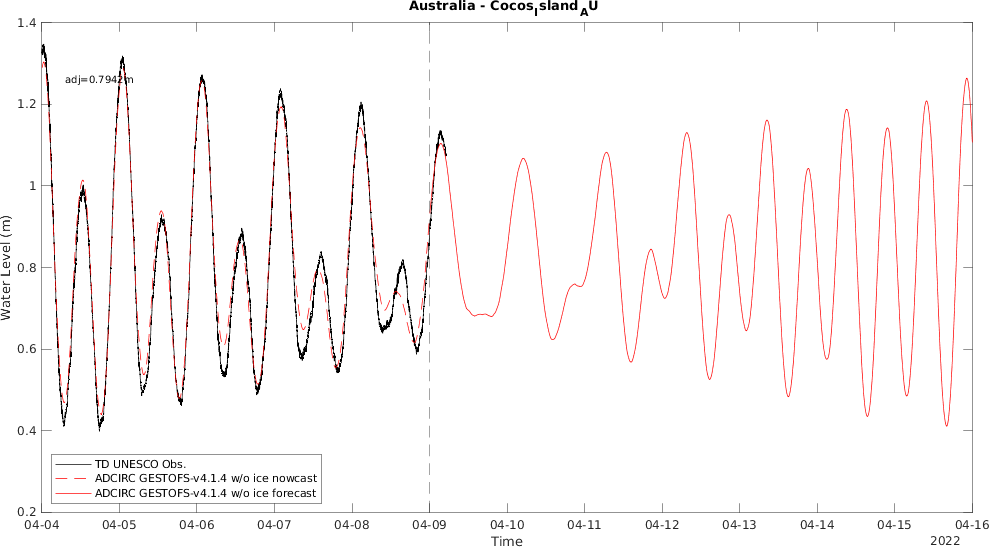 Australia - Cocos_Island_AU
1.4
adj=0.7942m
1.2
1
0.8
0.6
0.4
0.2
Water Level (m)
TD UNESCO Obs.
ADCIRC GESTOFS-v4.1.4 w/o ice nowcast
ADCIRC GESTOFS-v4.1.4 w/o ice forecast
04-04 04-05 04-06 04-07 04-08 04-09 04-10 04-11 04-12 04-13 04-14 04-15 04-16
Time
2022